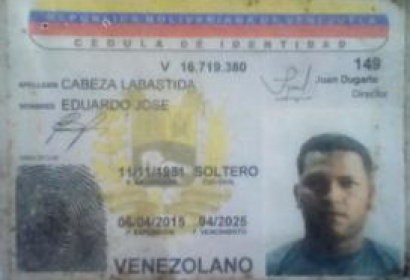 REPÚBLICA BOLIVARIANA DE VENEZUELA
CEDULA DE IDENTIDAD
V 16.719.380 149
APELLIDOS CABEZA LABASTIDA
Juan Dugarte
Director
NOMBRES EDUARDO JOSE
11/11/1981 SOLTERO
F. NACIMIENTO EDO. CIVIL
06/04/2015 04/2025
F. EXPEDICION F. VENCIMIENTO
VENEZOLANO